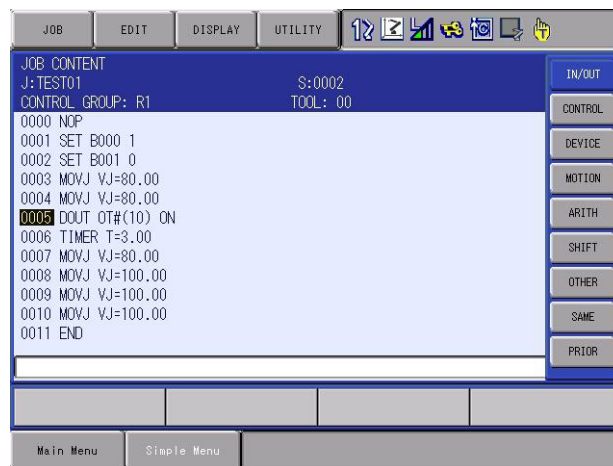 JOB EDIT DISPLAY UTILITY
JOB CONTENT
J:TEST01 S:0002
CONTROL GROUP: R1 TOOL: 00
0000 NOP
0001 SET B000 1
0002 SET B001 0
0003 MOVJ VJ=80.00
0004 MOVJ VJ=80.00
0005 DOUT OT#(10) ON
0006 TIMER T=3.00
0007 MOVJ VJ=80.00
0008 MOVJ VJ=100.00
0009 MOVJ VJ=100.00
0010 MOVJ VJ=100.00
0011 END
IN/OUT
CONTROL
DEVICE
MOTION
ARITH
SHIFT
OTHER
SAME
PRIOR
Main Menu Simple Menu